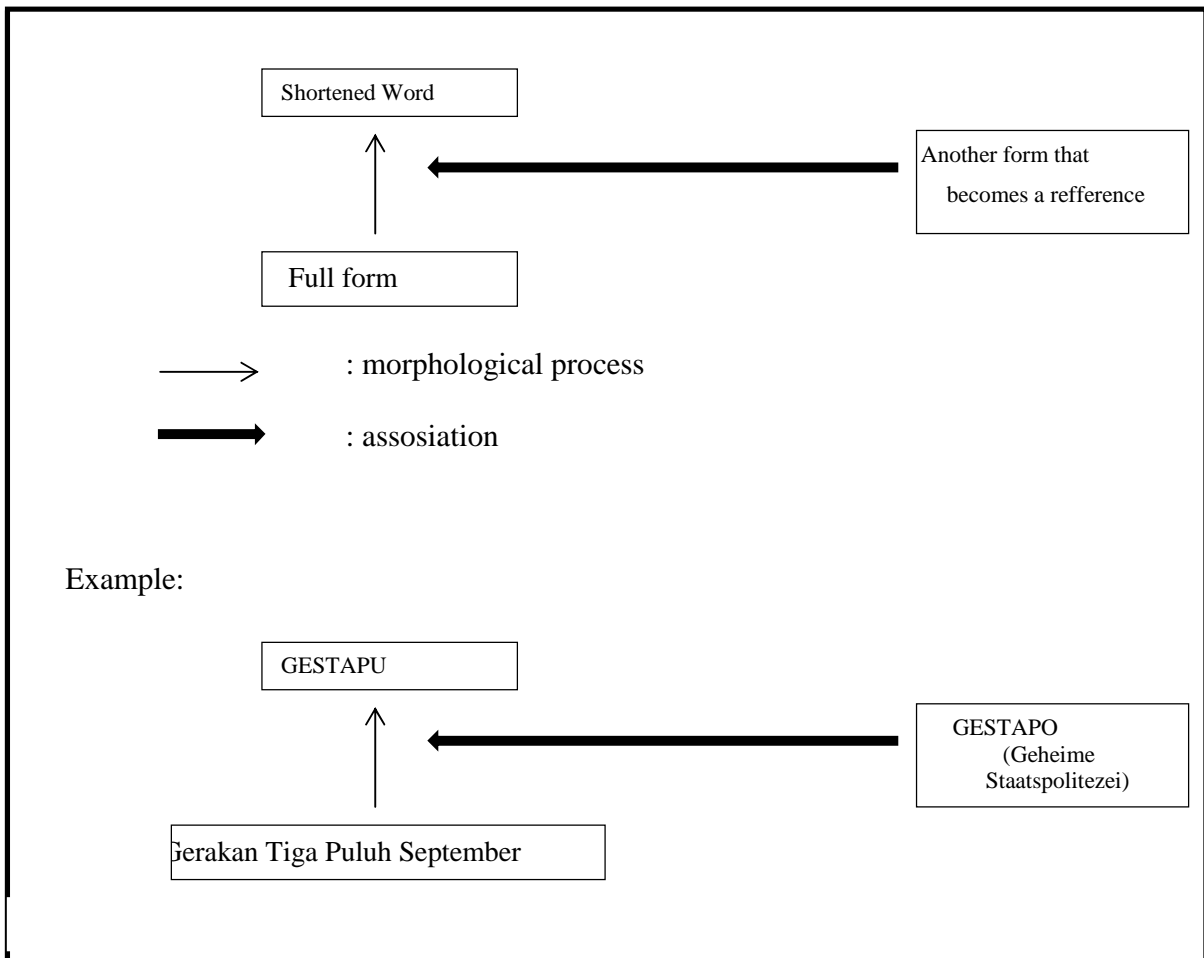 Shortened Word
Another form that
becomes a refference
Full form
: morphological process
: assosiation
Example:
GESTAPU
GESTAPO
(Geheime
Staatspolitezei)
Gerakan Tiga Puluh September